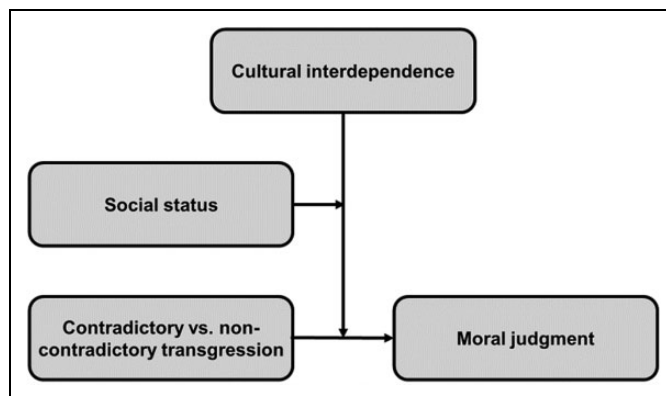 Cultural interdependence
Social status
Contradictory vs. non-
contradictory transgression
Moral judgment